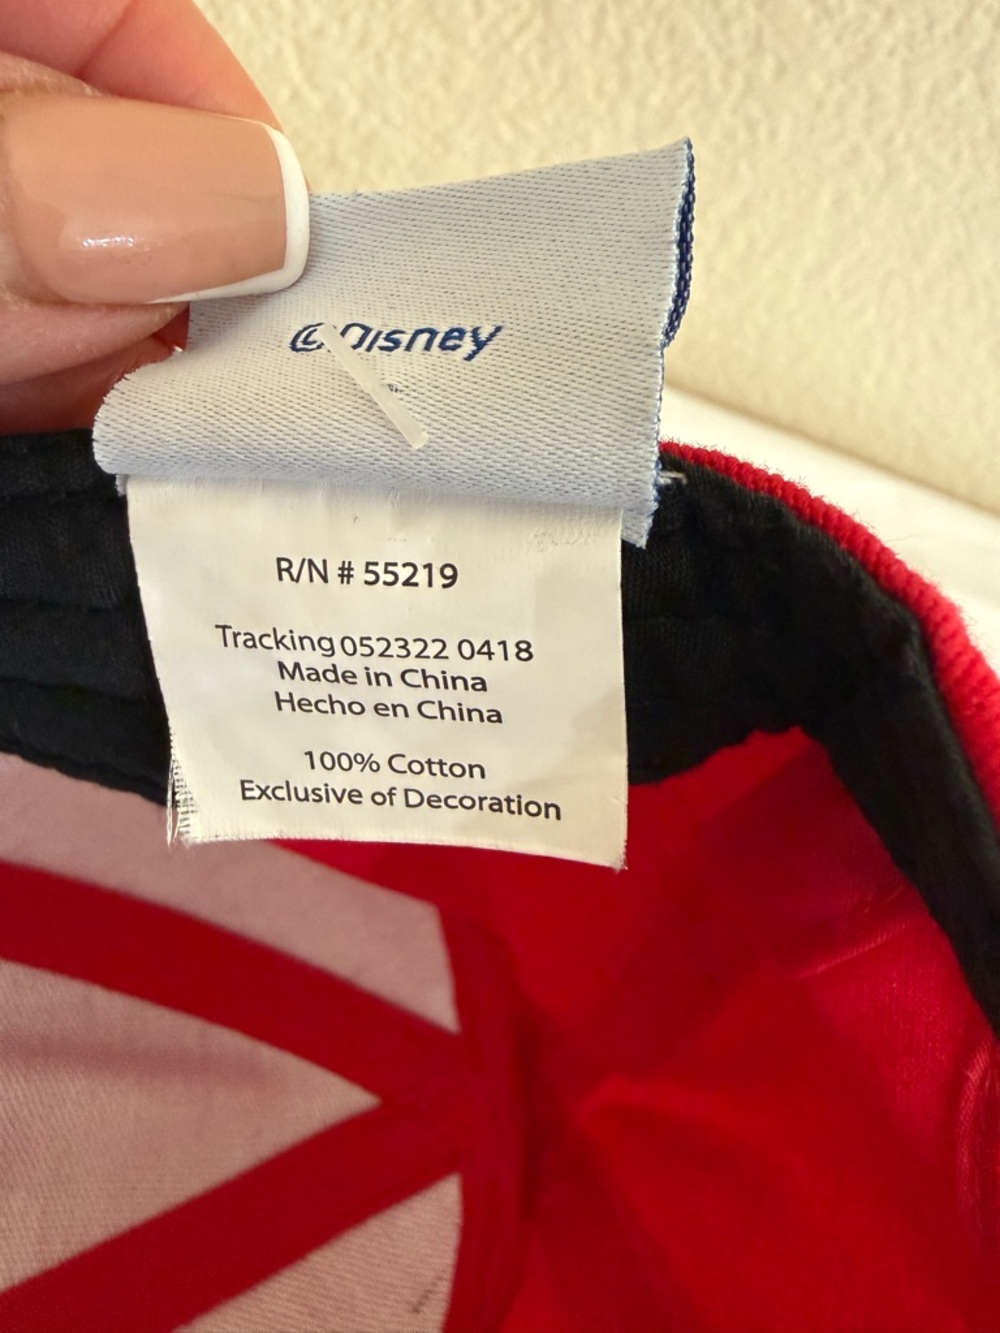 ©Disney
R/N # 55219
Tracking 052322 0418
Made in China
Hecho en China
100% Cotton
Exclusive of Decoration